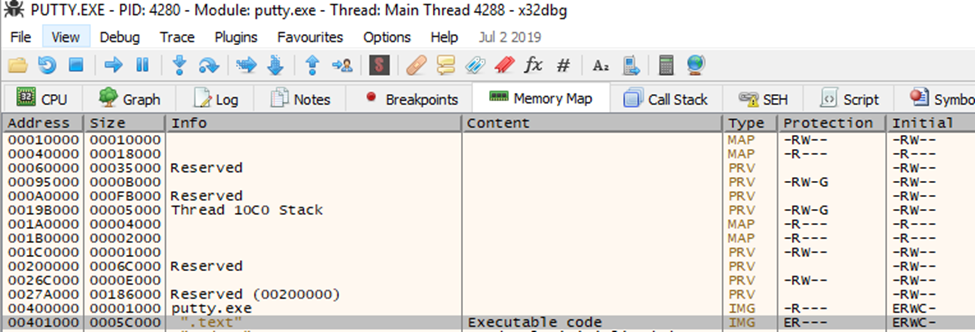 PUTTY.EXE - PID: 4280 - Module: putty.exe - Thread: Main Thread 4288 - x32dbg
File View Debug Trace Plugins Favourites Options Help Jul 2 2019
CPU Graph Log Notes Breakpoints Memory Map Call Stack SEH Script Symbo
Address Size Info Content Type Protection Initial
00010000 00010000 MAP -RW-- -RW--
00040000 00018000 MAP -R--- -R---
00060000 00035000 Reserved PRV -RW--
00095000 0000B000 PRV -RW-G -RW--
000A0000 000FB000 Reserved PRV -RW--
0019B000 00005000 Thread 10C0 Stack PRV -RW-G -RW--
001A0000 00004000 MAP -R--- -R---
001B0000 00002000 MAP -R--- -R---
001C0000 00001000 PRV -RW-- -RW--
00200000 0006C000 Reserved PRV -RW--
0026C000 0000E000 PRV -RW-- -RW--
0027A000 00186000 Reserved (00200000) PRV -RW--
00400000 00001000 putty.exe IMG -R--- ERWC-
00401000 0005C000 ".text" Executable code IMG ER--- ERWC-